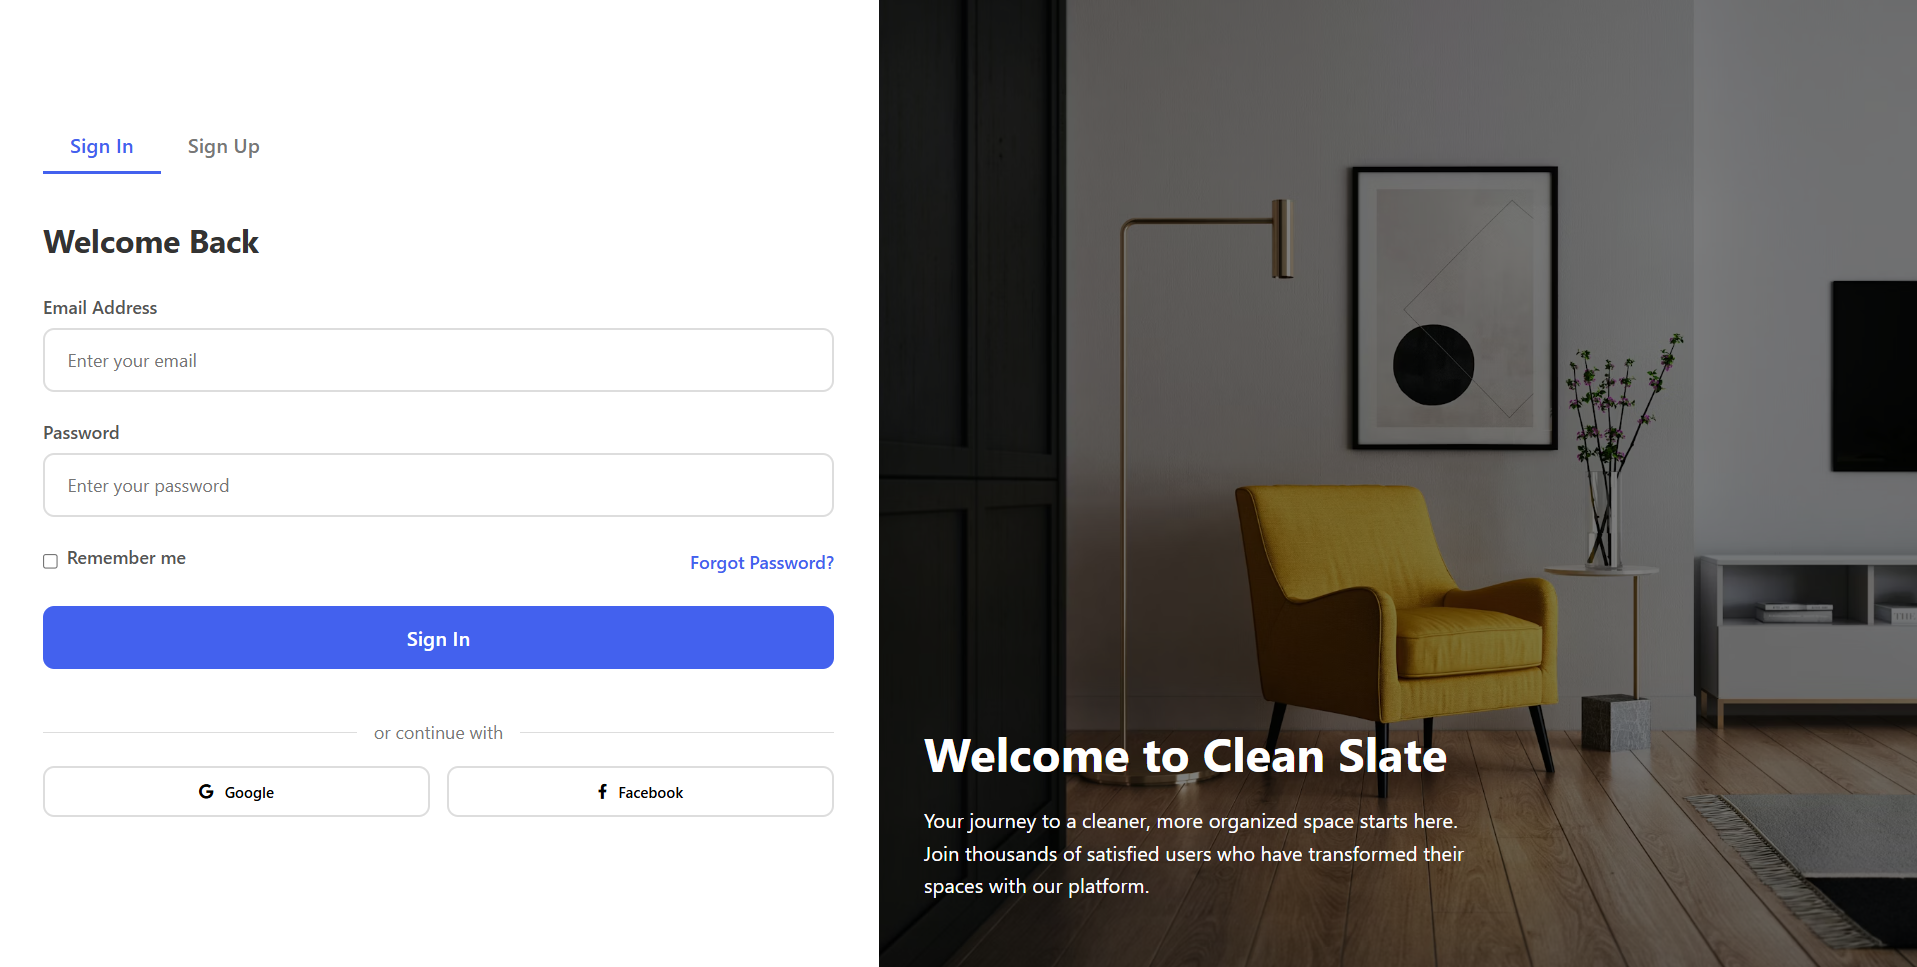 Sign In
Sign Up
Welcome Back
Email Address
Enter your email
Password
Enter your password
Remember me
Forgot Password?
Sign In
or continue with
Google
Facebook
Welcome to Clean Slate
Your journey to a cleaner, more organized space starts here.
Join thousands of satisfied users who have transformed their
spaces with our platform.
THE